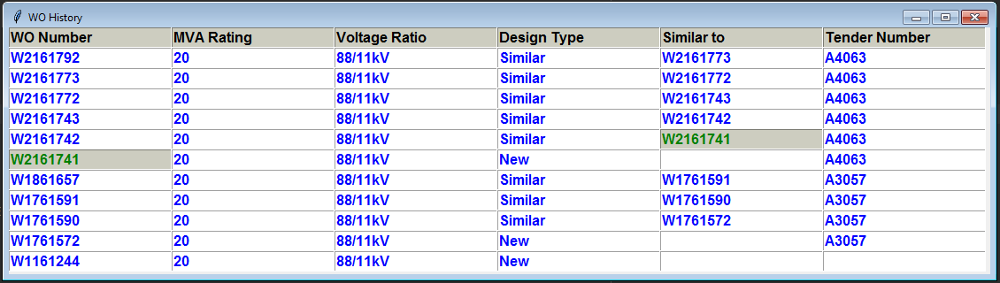 WO History
WO Number MVA Rating Voltage Ratio Design Type Similar to Tender Number
W2161792 20 88/11kV Similar W2161773 A4063
W2161773 20 88/11kV Similar W2161772 A4063
W2161772 20 88/11kV Similar W2161743 A4063
W2161743 20 88/11kV Similar W2161742 A4063
W2161742 20 88/11kV Similar W2161741 A4063
W2161741 20 88/11kV New A4063
W1861657 20 88/11kV Similar W1761591 A3057
W1761591 20 88/11kV Similar W1761590 A3057
W1761590 20 88/11kV Similar W1761572 A3057
W1761572 20 88/11kV New A3057
W1161244 20 88/11kV New